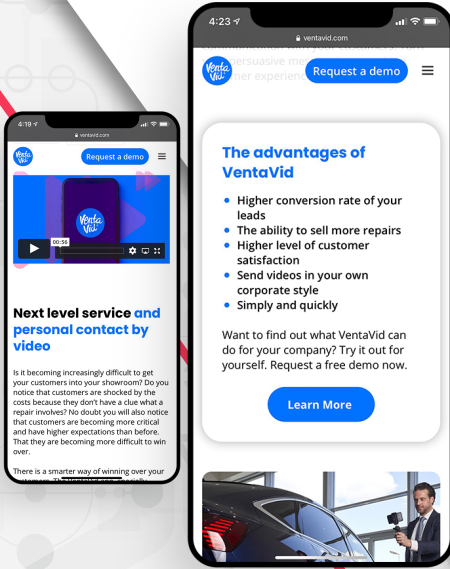 4:19
ventavid.com
Venta
Vid
Request a demo
Venta
Vid
00:56
Next level service and
personal contact by
video
Is it becoming increasingly difficult to get
your customers into your showroom? Do you
notice that customers are shocked by the
costs because they don't have a clue what a
repair involves? No doubt you will also notice
that customers are becoming more critical
and have higher expectations than before.
That they are becoming more difficult to win
over.
There is a smarter way of winning over your
4:23
ventavid.com
persuasive
Venta
Vid
Request a demo
The advantages of
VentaVid
Higher conversion rate of your
leads
The ability to sell more repairs
Higher level of customer
satisfaction
Send videos in your own
corporate style
Simply and quickly
Want to find out what VentaVid can
do for your company? Try it out for
yourself. Request a free demo now.
Learn More